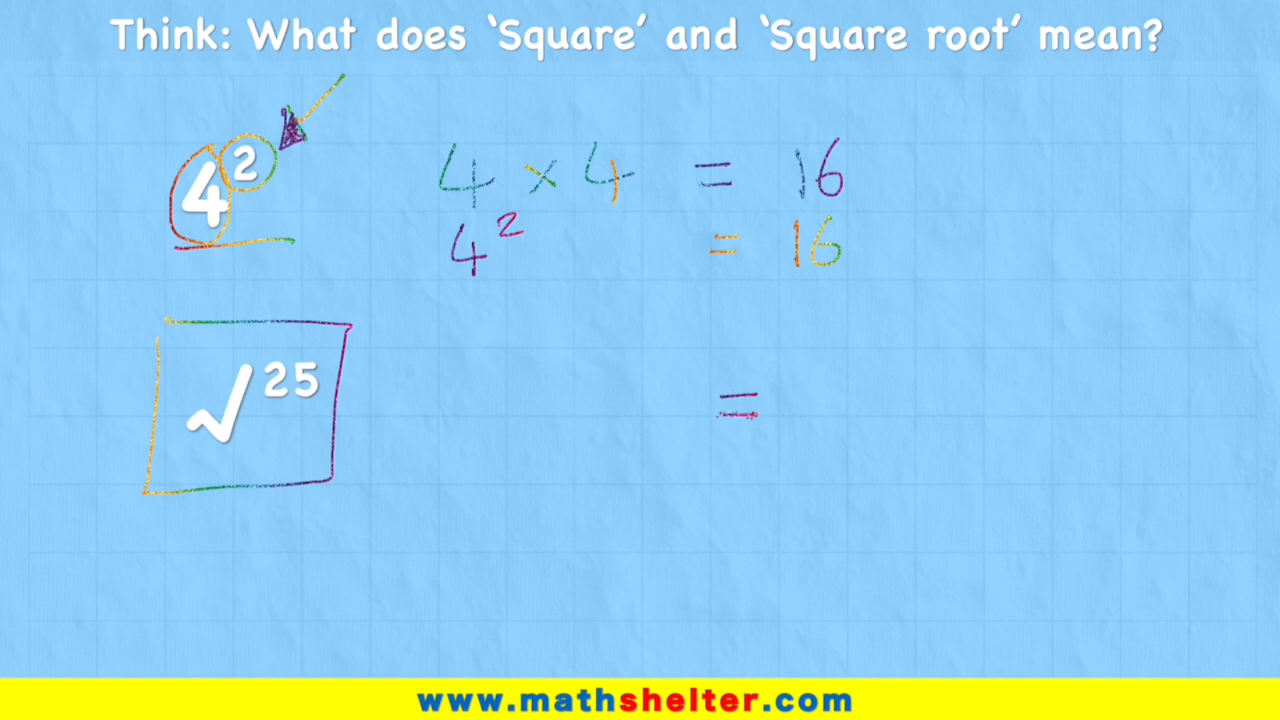 Think: What does ‘Square’ and ‘Square root’ mean?
4² 4 × 4 = 16
4² = 16
√25 =
www.mathshelter.com